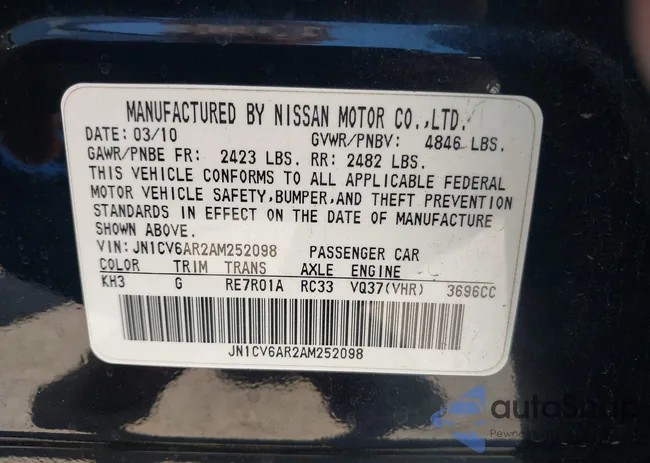 MANUFACTURED BY NISSAN MOTOR CO.,LTD.
DATE: 03/10 GVWR/PNBV: 4846 LBS.
GAWR/PNBE FR: 2423 LBS. RR: 2482 LBS.
THIS VEHICLE CONFORMS TO ALL APPLICABLE FEDERAL
MOTOR VEHICLE SAFETY,BUMPER,AND THEFT PREVENTION
STANDARDS IN EFFECT ON THE DATE OF MANUFACTURE
SHOWN ABOVE.
VIN: JN1CV6AR2AM252098 PASSENGER CAR
COLOR TRIM TRANS AXLE ENGINE
KH3 G RE7R01A RC33 VQ37(VHR) 3696CC
JN1CV6AR2AM252098